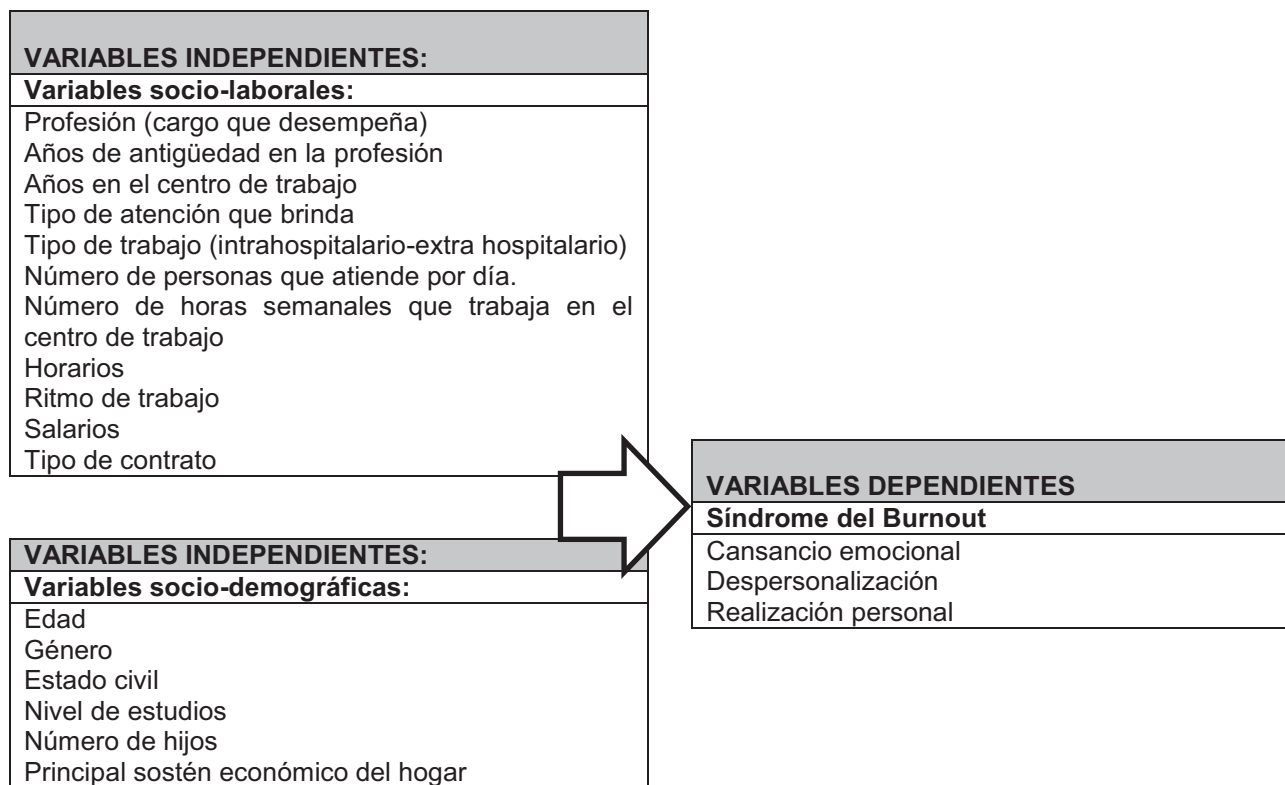 VARIABLES INDEPENDIENTES:
Variables socio-laborales:
Profesión (cargo que desempeña)
Años de antigüedad en la profesión
Años en el centro de trabajo
Tipo de atención que brinda
Tipo de trabajo (intrahospitalario-extra hospitalario)
Número de personas que atiende por día.
Número de horas semanales que trabaja en el
centro de trabajo
Horarios
Ritmo de trabajo
Salarios
Tipo de contrato
VARIABLES INDEPENDIENTES:
Variables socio-demográficas:
Edad
Género
Estado civil
Nivel de estudios
Número de hijos
Principal sostén económico del hogar
VARIABLES DEPENDIENTES
Síndrome del Burnout
Cansancio emocional
Despersonalización
Realización personal